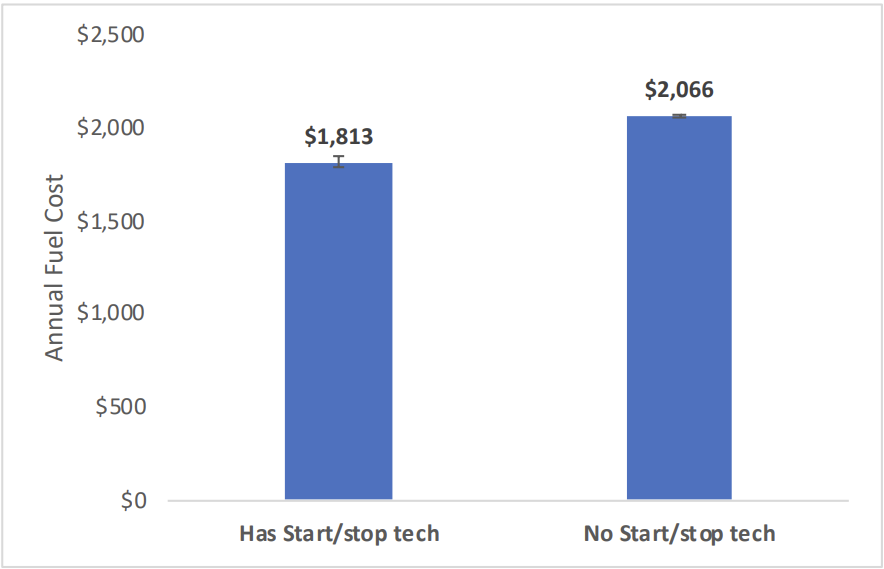 $2,500
$2,000
$1,500
$1,000
$500
$0
Annual Fuel Cost
$1,813
$2,066
Has Start/stop tech
No Start/stop tech